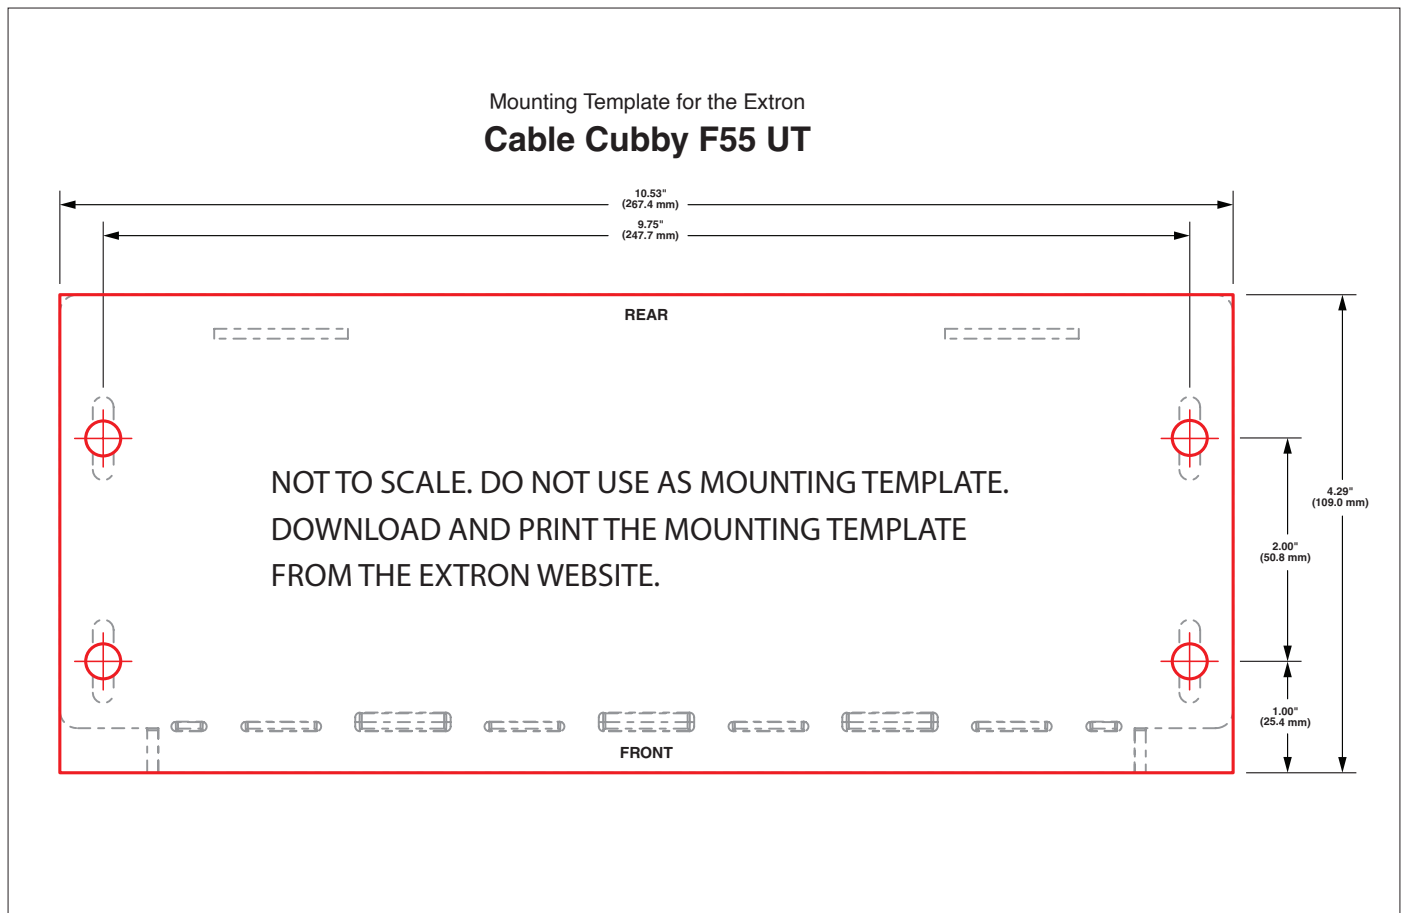 Mounting Template for the Extron
Cable Cubby F55 UT
10.53"
(267.4 mm)
9.75"
(247.7 mm)
REAR
NOT TO SCALE. DO NOT USE AS MOUNTING TEMPLATE.
DOWNLOAD AND PRINT THE MOUNTING TEMPLATE
FROM THE EXTRON WEBSITE.
4.29"
(109.0 mm)
2.00"
(50.8 mm)
1.00"
(25.4 mm)
FRONT